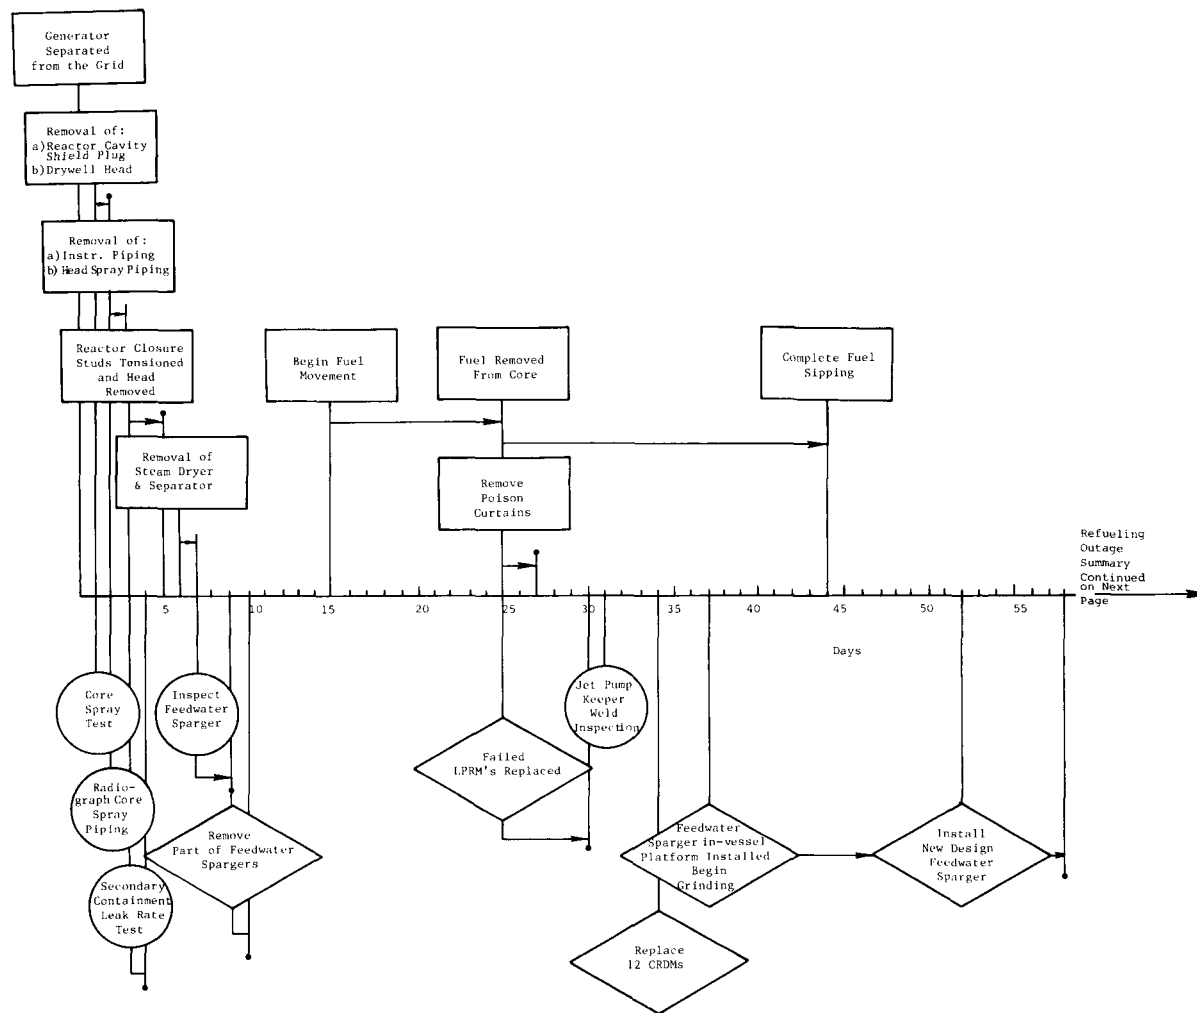 Generator
Separated
from the Grid
Removal of:
a)Reactor Cavity
Shield Plug
b)Drywell Head
Removal of:
a)Instr. Piping
b)Head Spray Piping
Reactor Closure
Studs Tensioned
and Head
Removed
Begin Fuel
Movement
Fuel Removed
From Core
Complete Fuel
Sipping
Removal of
Steam Dryer
& Separator
Remove
Poison
Curtains
Refueling
Outage
Summary
Continued
on Next
Page
5 10 15 20 25 30 35 40 45 50 55
Days
Core
Spray
Test
Inspect
Feedwater
Sparger
Jet Pump
Keeper
Weld
Inspection
Failed
LPRM's Replaced
Radio-
graph Core
Spray
Piping
Remove
Part of Feedwater
Spargers
Feedwater
Sparger in-vessel
Platform Installed
Begin
Grinding
Install
New Design
Feedwater
Sparger
Secondary
Containment
Leak Rate
Test
Replace
12 CRDMs